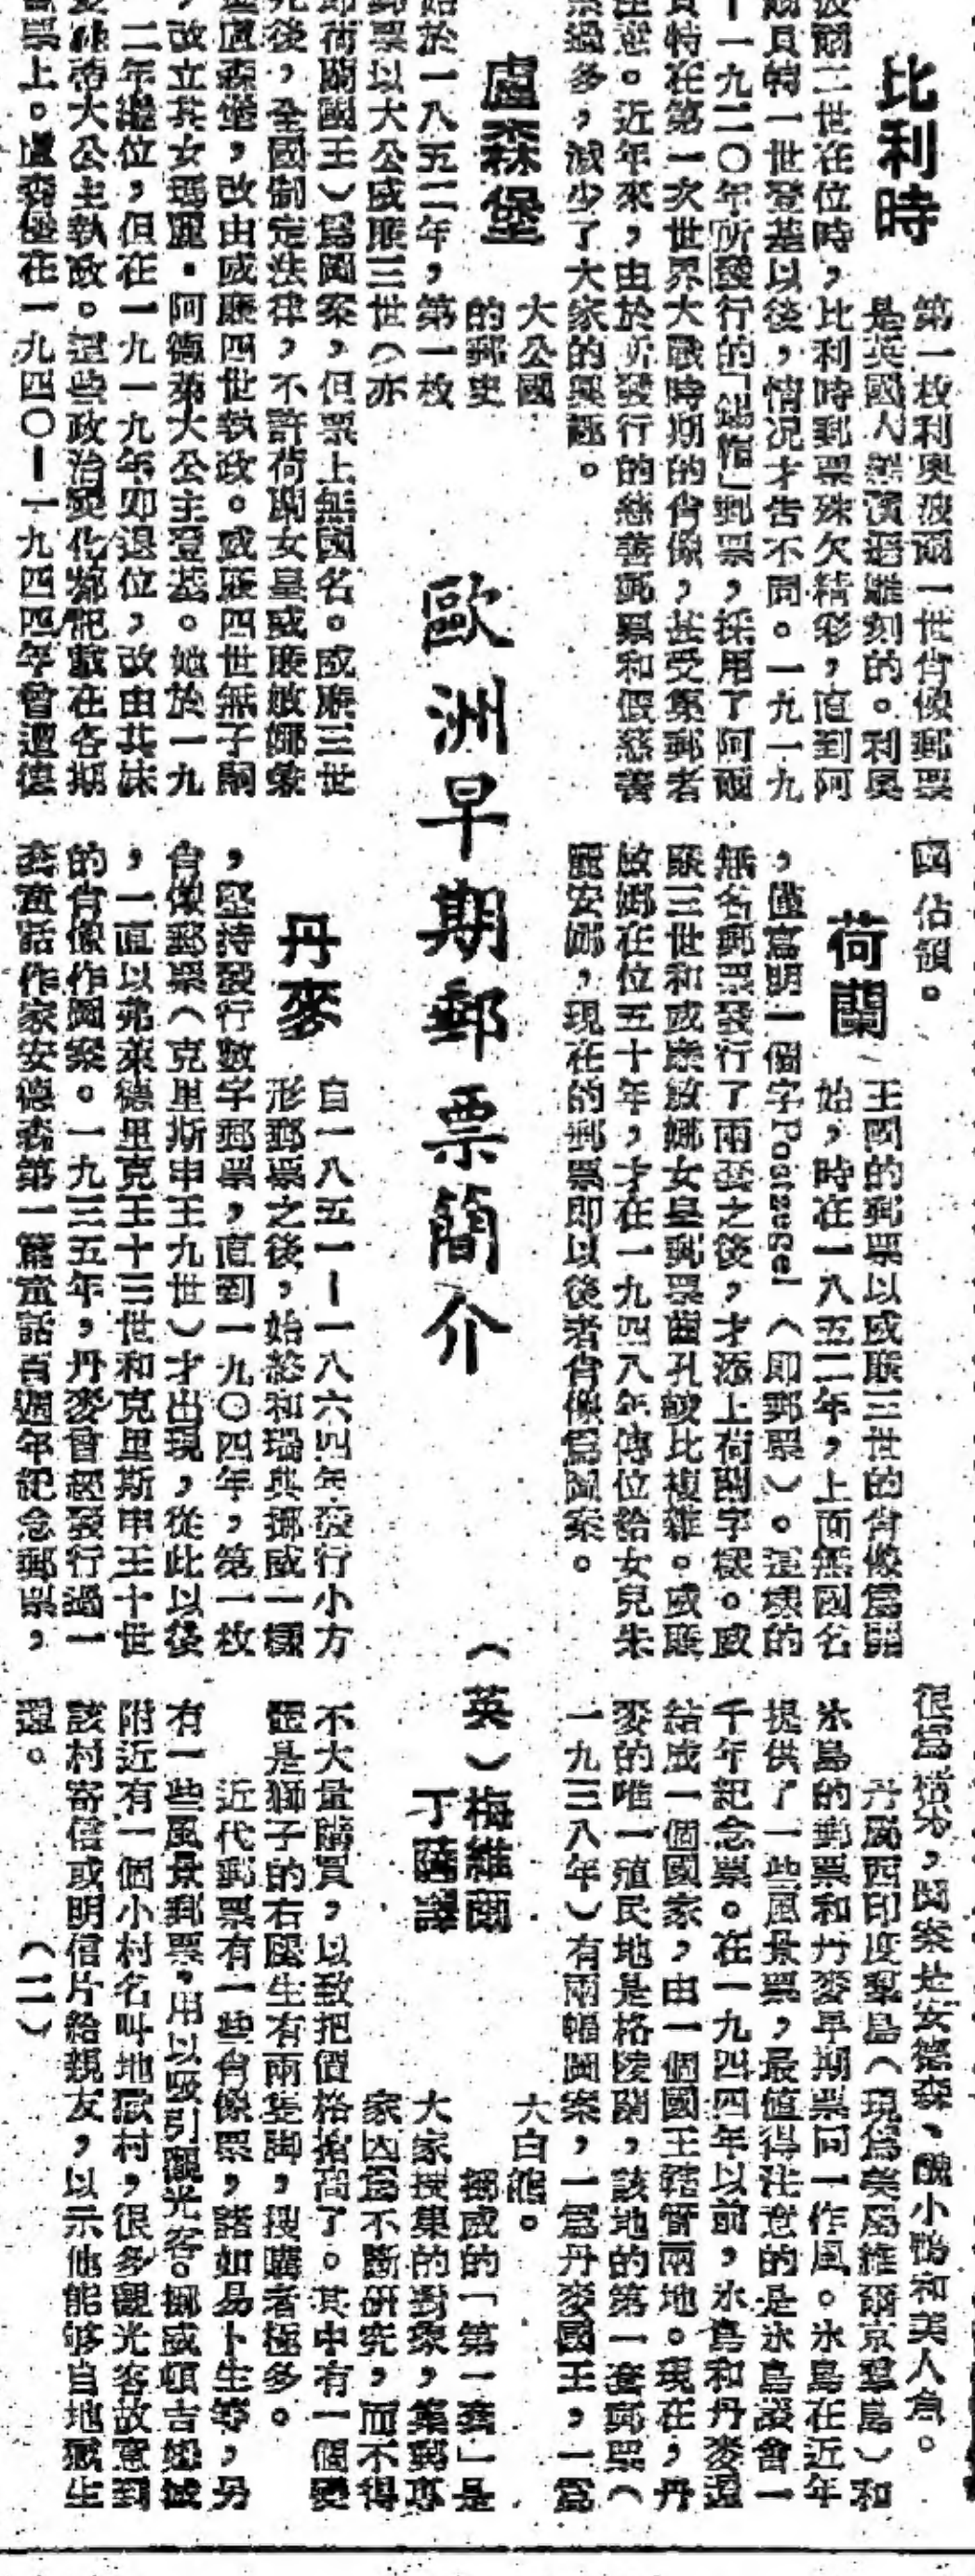 比利時
第一枚利奧波爾一世肖像郵票
是英國人雕刻的。利奧
波爾二世在位時,比利時郵票殊欠精彩,直到阿
爾貝特一世登基以後,情况才告不同。一九一九
—一九二〇年所發行的「鋼帽」郵票,採用了阿爾
貝特在第一次世界大戰時期的肖像,甚受集郵者
注意。近年來,由於所發行的慈善郵票和假慈善
票過多,減少了大家的興趣。
盧森堡
大公國
的郵史
始於一八五二年,第一枚
郵票以大公威廉三世(亦
即荷蘭國王)爲圖案,但票上無國名。威廉三世
死後,全國制定法律,不許荷蘭女皇威廉敏娜兼
盧森堡,改由威廉四世執政。威廉四世無子嗣
,改立其女瑪麗・阿德萊大公主登基。她於一九
一二年繼位,但在一九一九年卽退位,改由其妹
蒂大公主執政。這些政治變化都記載在各期
票上。盧森堡在一九四〇—一九四四年曾遭德
歐洲早期郵票簡介
(英)梅維爾
丁薩譯
國佔領。
荷蘭
王國的郵票以威廉三世的肖像爲開
始,時在一八五二年,上面無國名
,僅寫明一個字Postzegel(即郵票)。這樣的
無名郵票發行了兩套之後,才添上荷蘭字樣。威
廉三世和威廉敏娜女皇郵票齒孔較比複雜。威廉
敏娜在位五十年,才在一九四八年傳位給女兒朱
麗安娜,現在的郵票即以後者肖像爲圖案。
丹麥
自一八五一—一八六四年發行小方
形郵票之後,始終和瑞典挪威一樣
,堅持發行數字郵票,直到一九〇四年,第一枚
肖像郵票(克里斯申王九世)才出現,從此以後
,一直以弗萊德里克王十三世和克里斯申王十世
的肖像作圖案。一九三五年,丹麥曾經發行過一
套童話作家安德森第一篇童話百週年記念郵票,
很爲精美,圖案是安德森、醜小鴨和美人魚。
丹屬西印度羣島(現爲美屬維爾京羣島)和
冰島的郵票和丹麥早期票同一作風。冰島在近年
提供了一些風景票,最值得注意的是冰島議會一
千年記念票。在一九四四年以前,冰島和丹麥還
結成一個國家,由一個國王轄管兩地。現在,丹
麥的唯一殖民地是格陵蘭,該地的第一套郵票(
一九三八年)有兩幅圖案,一爲丹麥國王,一爲
大白熊。
挪威的「第一套」是
大家搜集的對象,集郵專
家因爲不斷研究,而不得
不大量購買,以致把價格搶高了。其中有一個變
體是獅子的右腿生有兩隻脚,搜購者極多。
近代郵票有一些肖像票,諸如易卜生等,另
有一些風景郵票,用以吸引觀光客。挪威頓吉姆城
附近有一個小村名叫地獄村,很多觀光客故意到
該村寄信或明信片給親友,以示他能够自地獄生
還。 (二)